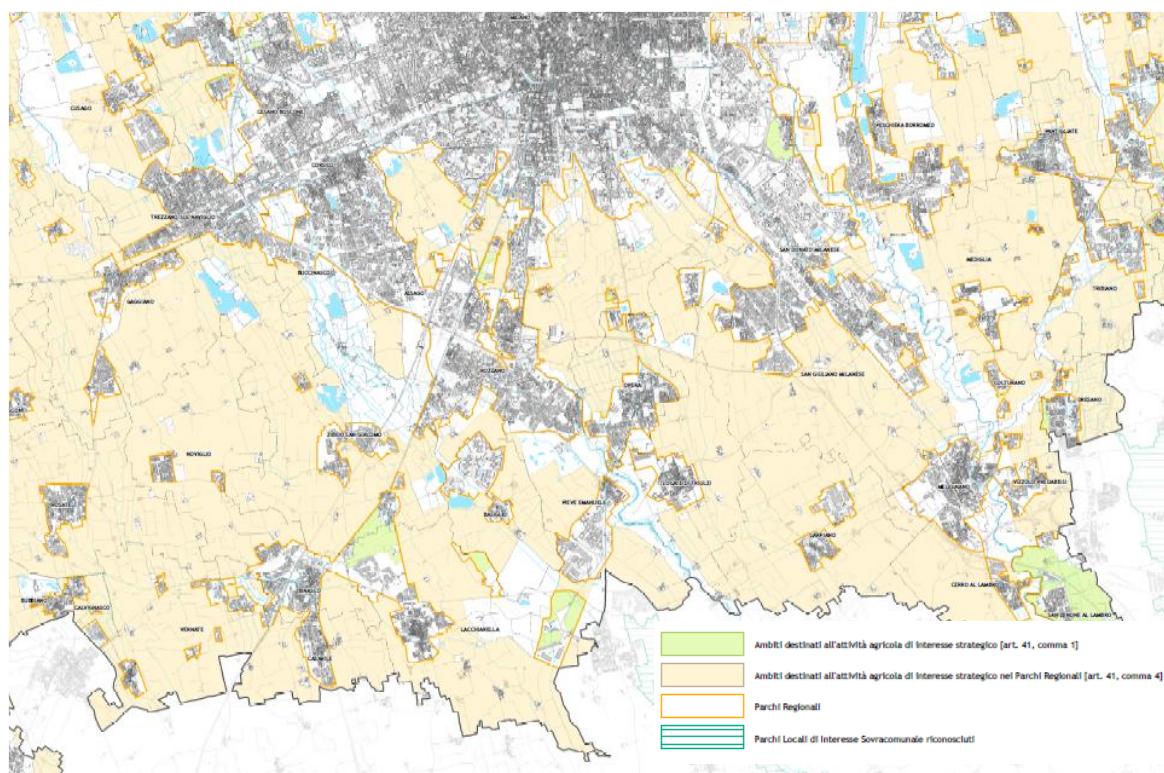 MILANO
CUSAGO
CESANO BOSCONE
CORSICO
PESCHIERA BORROMEO
PANTIGLIATE
TREZZANO SUL NAVIGLIO
BUCCINASCO
ASSAGO
SAN DONATO MILANESE
MEDIGLIA
TRIBIANO
GAGGIANO
ROZZANO
OPERA
SAN GIULIANO MILANESE
COLTURANO
DRESANO
ZIBIDO SAN GIACOMO
NOVIGLIO
ROSATE
BASIGLIO
PIEVE EMANUELE
LOCATE DI TRIULZI
MELEGNANO
VIZZOLO PREDABISSI
CARPIANO
CERRO AL LAMBRO
SAN ZENONE AL LAMBRO
BUBBIANO
CALVIGNASCO
VERNATE
BINASCO
CASARILE
LACCHIARELLA
Ambiti destinati all'attività agricola di interesse strategico [art. 41, comma 1]
Ambiti destinati all'attività agricola di interesse strategico nei Parchi Regionali [art. 41, comma 4]
Parchi Regionali
Parchi Locali di Interesse Sovracomunale riconosciuti